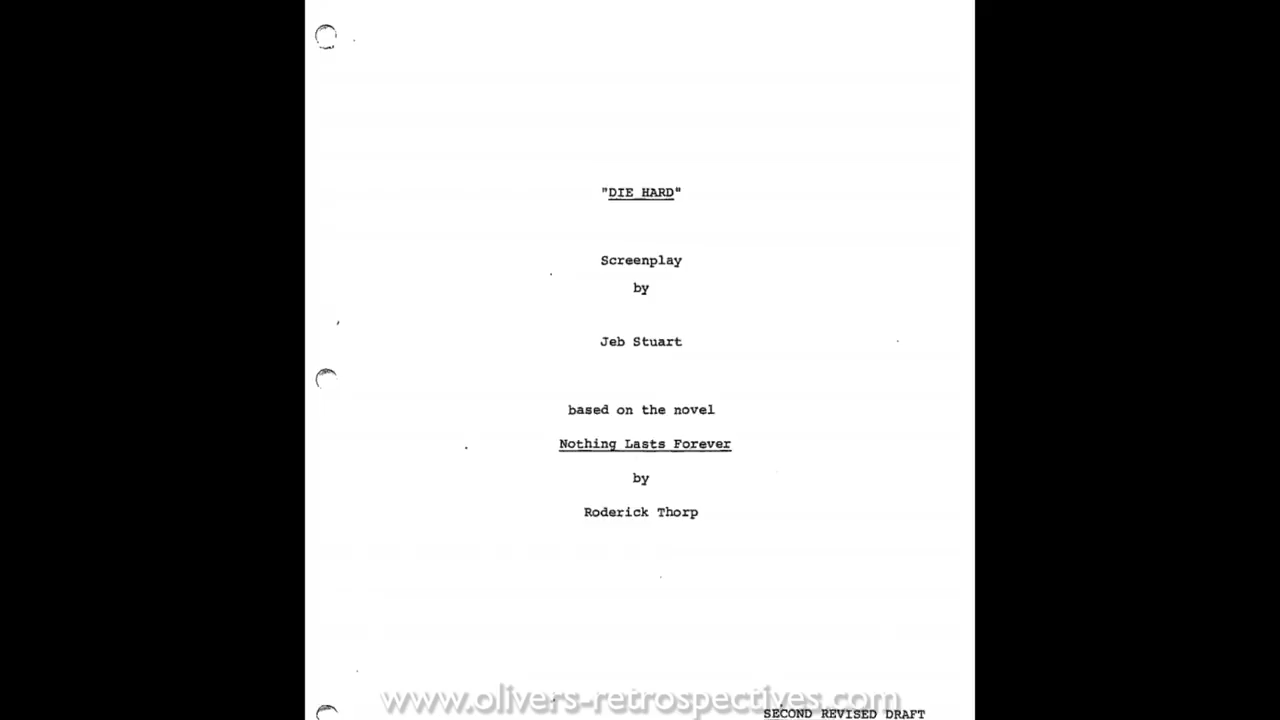 "DIE HARD"
Screenplay
by
Jeb Stuart
based on the novel
Nothing Lasts Forever
by
Roderick Thorp
www.olivers-retrospectives.com
SECOND REVISED DRAFT